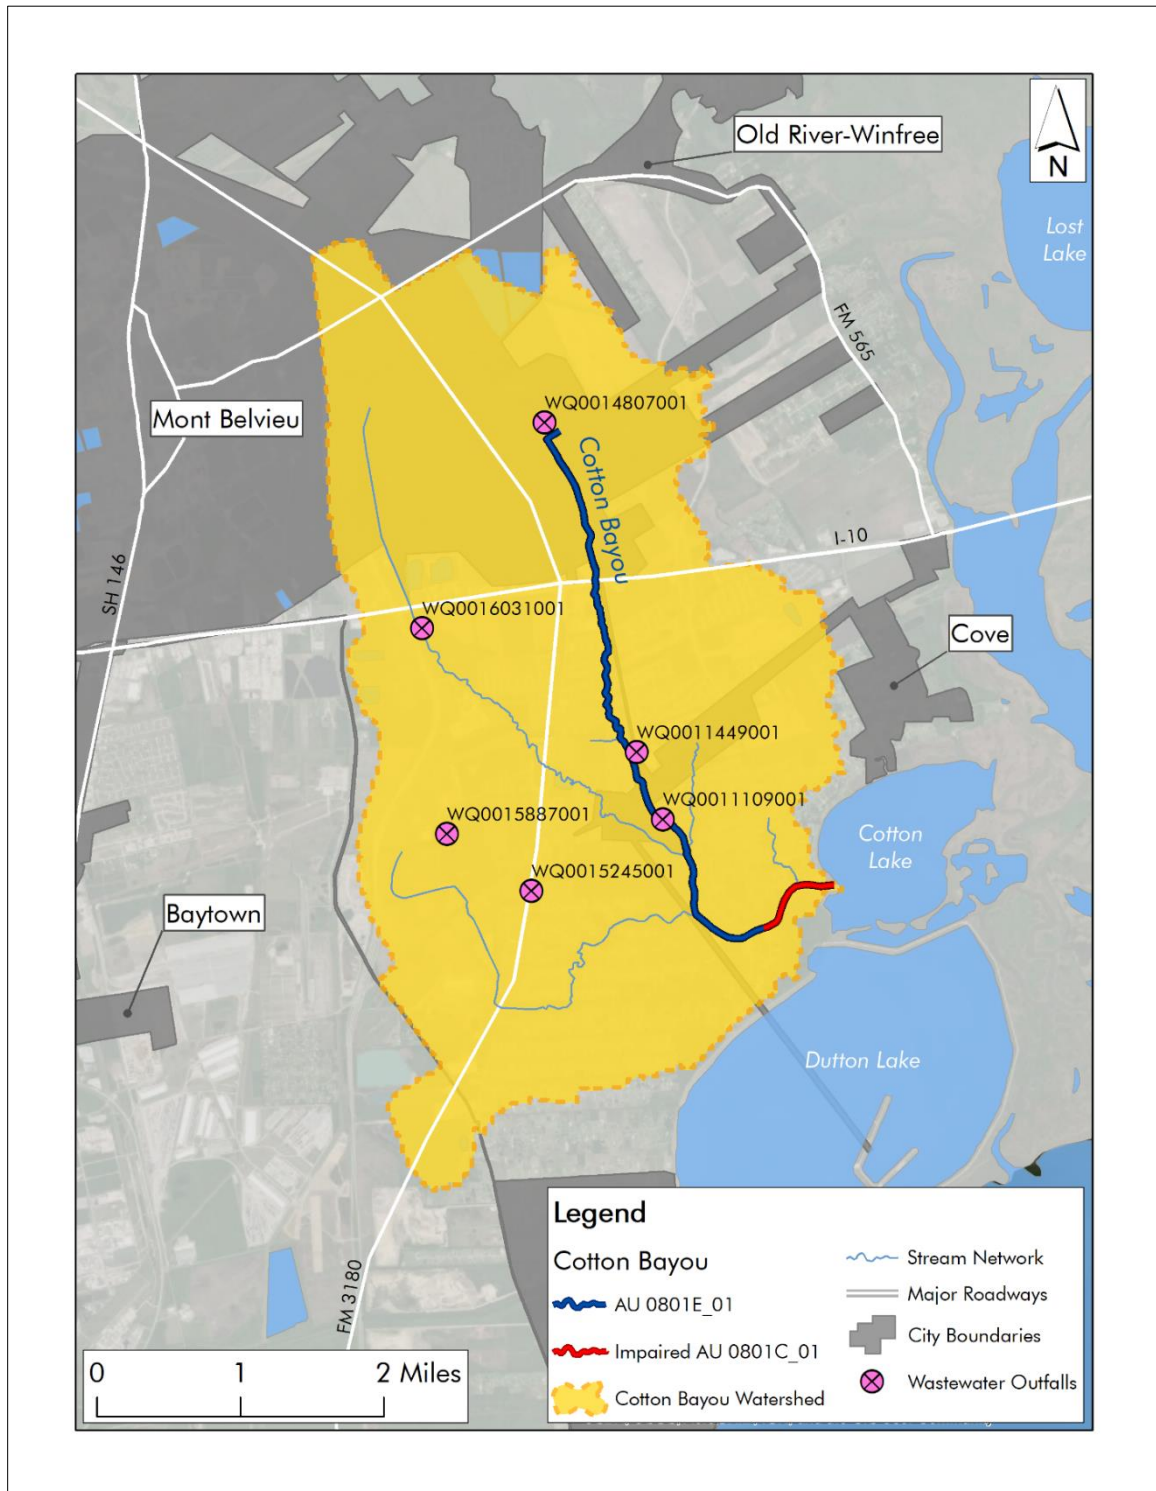 Old River-Winfree
N
Lost
Lake
FM 565
Mont Belvieu
WQ0014807001
Cotton Bayou
I-10
SH 146
WQ0016031001
Cove
WQ0011449001
WQ0011109001
WQ0015887001
Cotton
Lake
WQ0015245001
Baytown
Dutton Lake
FM 3180
Legend
Cotton Bayou
AU 0801E_01
Impaired AU 0801C_01
Cotton Bayou Watershed
Stream Network
Major Roadways
City Boundaries
Wastewater Outfalls
0 1 2 Miles